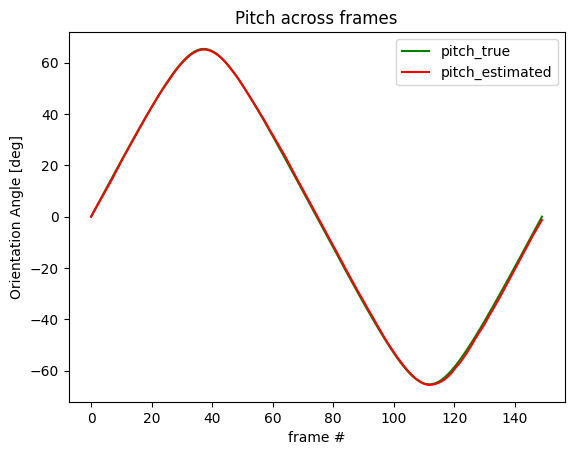 Pitch across frames
pitch_true
pitch_estimated
Orientation Angle [deg]
60
40
20
0
−20
−40
−60
0 20 40 60 80 100 120 140
frame #